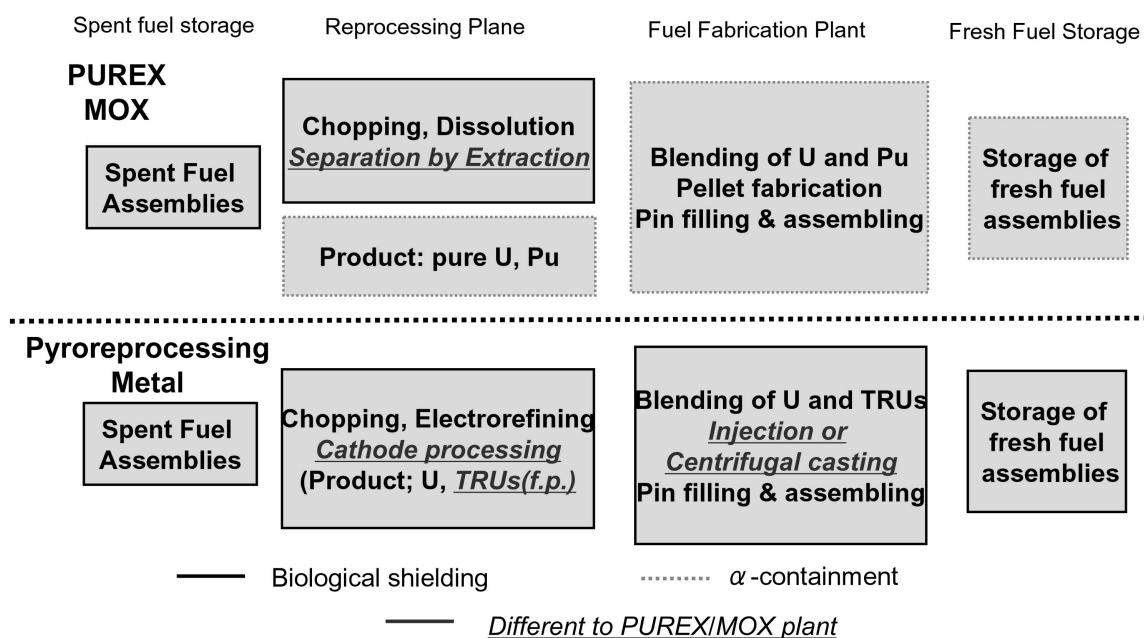 Spent fuel storage
Reprocessing Plane
Fuel Fabrication Plant
Fresh Fuel Storage
PUREX
MOX
Spent Fuel
Assemblies
Chopping, Dissolution
Separation by Extraction
Product: pure U, Pu
Blending of U and Pu
Pellet fabrication
Pin filling & assembling
Storage of
fresh fuel
assemblies
Pyroreprocessing
Metal
Spent Fuel
Assemblies
Chopping, Electrorefining
Cathode processing
(Product; U, TRUs(f.p.)
Blending of U and TRUs
Injection or
Centrifugal casting
Pin filling & assembling
Storage of
fresh fuel
assemblies
Biological shielding
α-containment
Different to PUREX/MOX plant